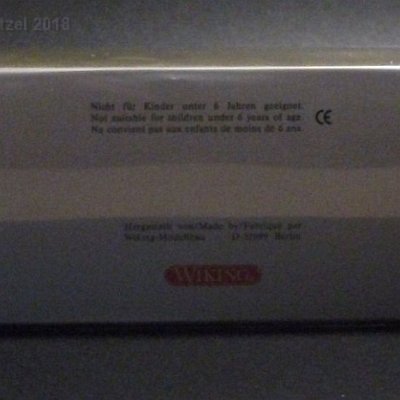 tzel 2018
Nicht für Kinder unter 6 Jahren geeignet.
Not suitable for children under 6 years of age
Ne convient pas aux enfants de moins de 6 ans
CE
Hergestellt von/Made by/Fabriqué par
Wiking-Modellbau - D Berlin
WIKING